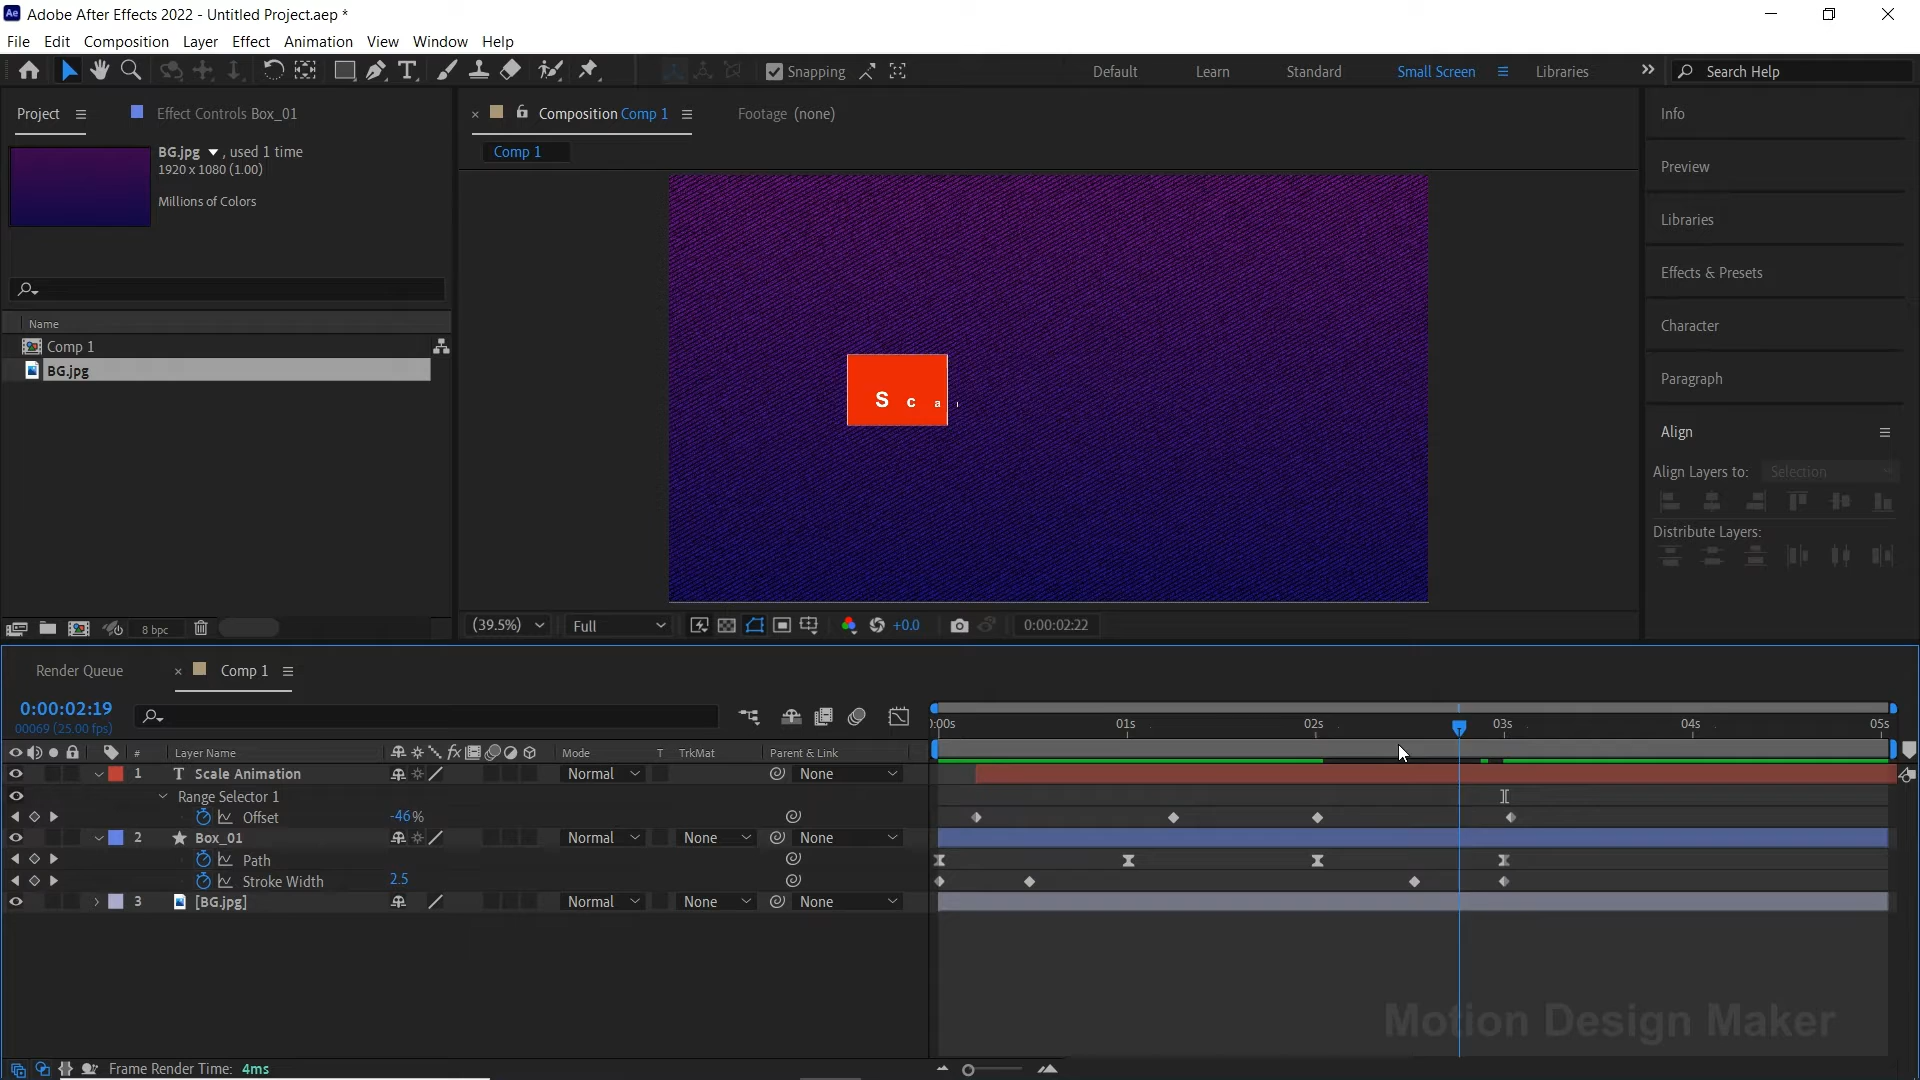 Ae Adobe After Effects 2022 - Untitled Project.aep *
File Edit Composition Layer Effect Animation View Window Help
Snapping Default Learn Standard Small Screen Libraries Search Help
Project Effect Controls Box_01 Composition Comp 1 Footage (none) Info
BG.jpg , used 1 time
1920 x 1080 (1.00)
Millions of Colors
Comp 1
Preview
Libraries
Effects & Presets
Character
Paragraph
Align
Align Layers to: Selection
Distribute Layers:
Name
Comp 1
BG.jpg
S c a
8 bpc
(39.5%) Full +0.0 0:00:02:22
Render Queue Comp 1
0:00:02:19
00069 (25.00 fps)
:00s 01s 02s 03s 04s 05s
# Layer Name fx Mode T TrkMat Parent & Link
1 T Scale Animation Normal None
Range Selector 1
Offset -46%
2 Box_01 Normal None None
Path
Stroke Width 2.5
3 [BG.jpg] Normal None None
Motion Design Maker
Frame Render Time: 4ms